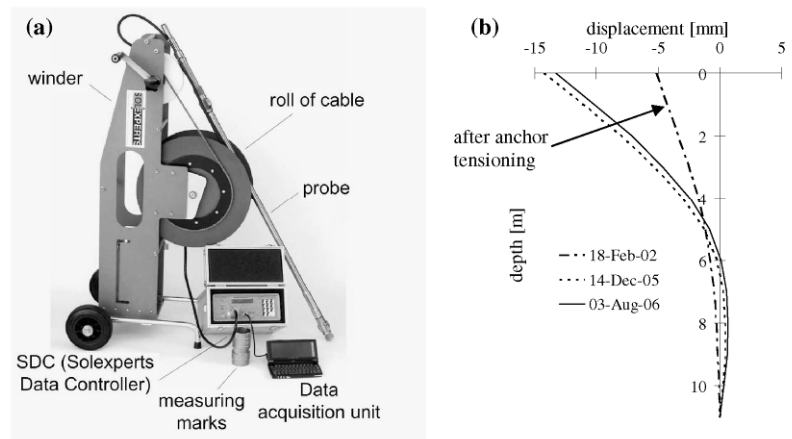 (a)
winder
SOLEXPERTS
roll of cable
probe
SDC (Solexperts
Data Controller)
measuring
marks
Data
acquisition unit
(b)
displacement [mm]
-15
-10
-5
0
5
0
2
4
6
8
10
depth [m]
after anchor
tensioning
18-Feb-02
14-Dec-05
03-Aug-06